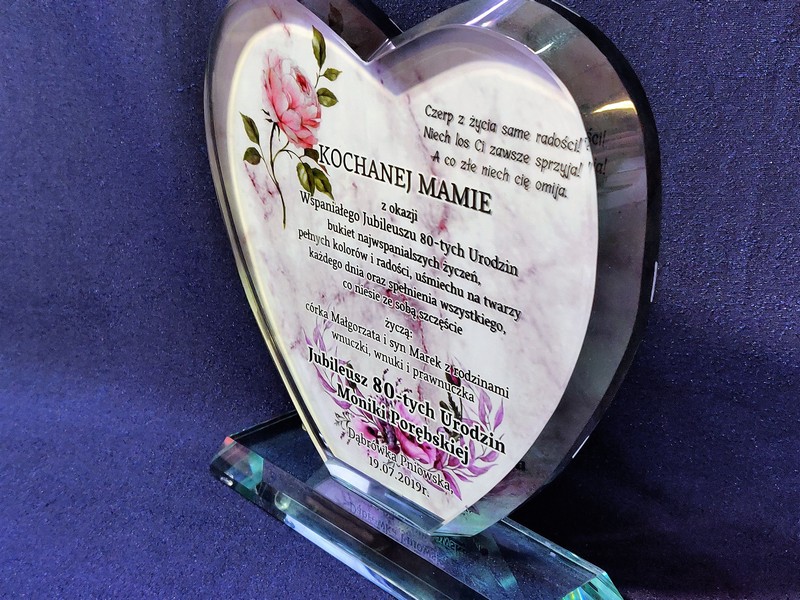 Czerp z życia same radości!
Niech los Ci zawsze sprzyja!
A co złe niech cię omija.
KOCHANEJ MAMIE
z okazji
Wspaniałego Jubileuszu 80-tych Urodzin
bukiet najwspanialszych życzeń,
pełnych kolorów i radości, uśmiechu na twarzy
każdego dnia oraz spełnienia wszystkiego,
co niesie ze sobą szczęście
życzą:
córka Małgorzata i syn Marek z rodzinami
wnuczki, wnuki i prawnuczka
Jubileusz 80-tych Urodzin
Moniki Porębskiej
Dąbrówka Pniowska,
19.07.2019r.